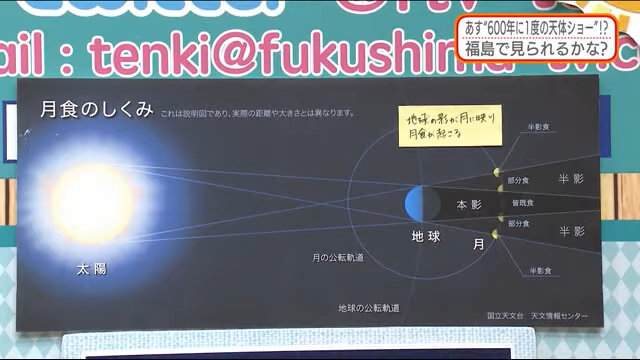 あす"600年に1度の天体ショー"!?
福島で見られるかな?
ail：tenki@fukushima
月食のしくみ
これは説明図であり、実際の距離や大きさとは異なります。
地球の影が月に映り
月食が起こる
半影食
部分食
半影
本影
皆既食
地球
月
部分食
半影
太陽
月の公転軌道
半影食
地球の公転軌道
国立天文台 天文情報センター